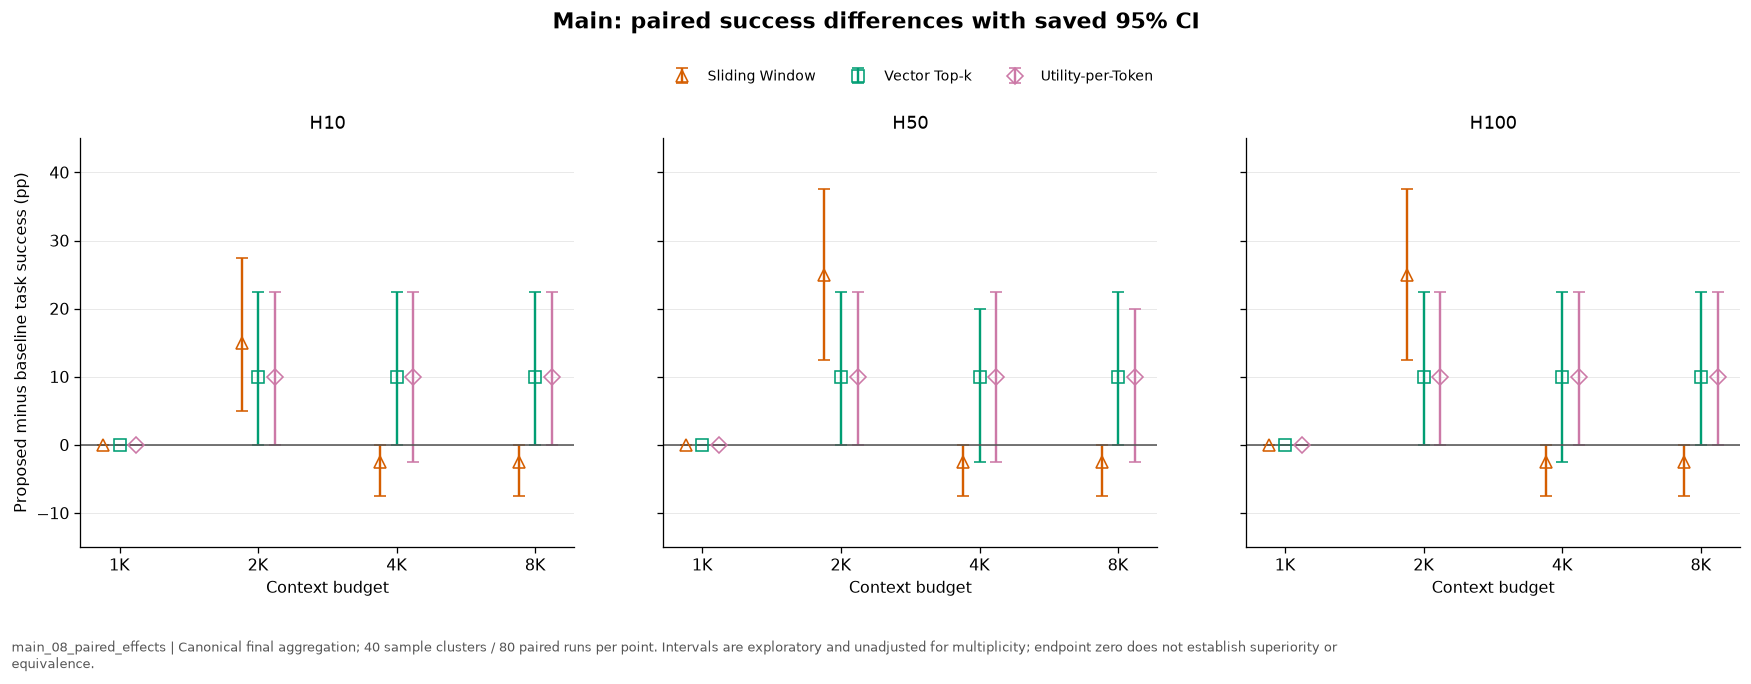 Main: paired success differences with saved 95% CI
Sliding Window
Vector Top-k
Utility-per-Token
H10
H50
H100
Proposed minus baseline task success (pp)
40
30
20
10
0
−10
1K
2K
4K
8K
1K
2K
4K
8K
1K
2K
4K
8K
Context budget
Context budget
Context budget
main_08_paired_effects | Canonical final aggregation; 40 sample clusters / 80 paired runs per point. Intervals are exploratory and unadjusted for multiplicity; endpoint zero does not establish superiority or
equivalence.